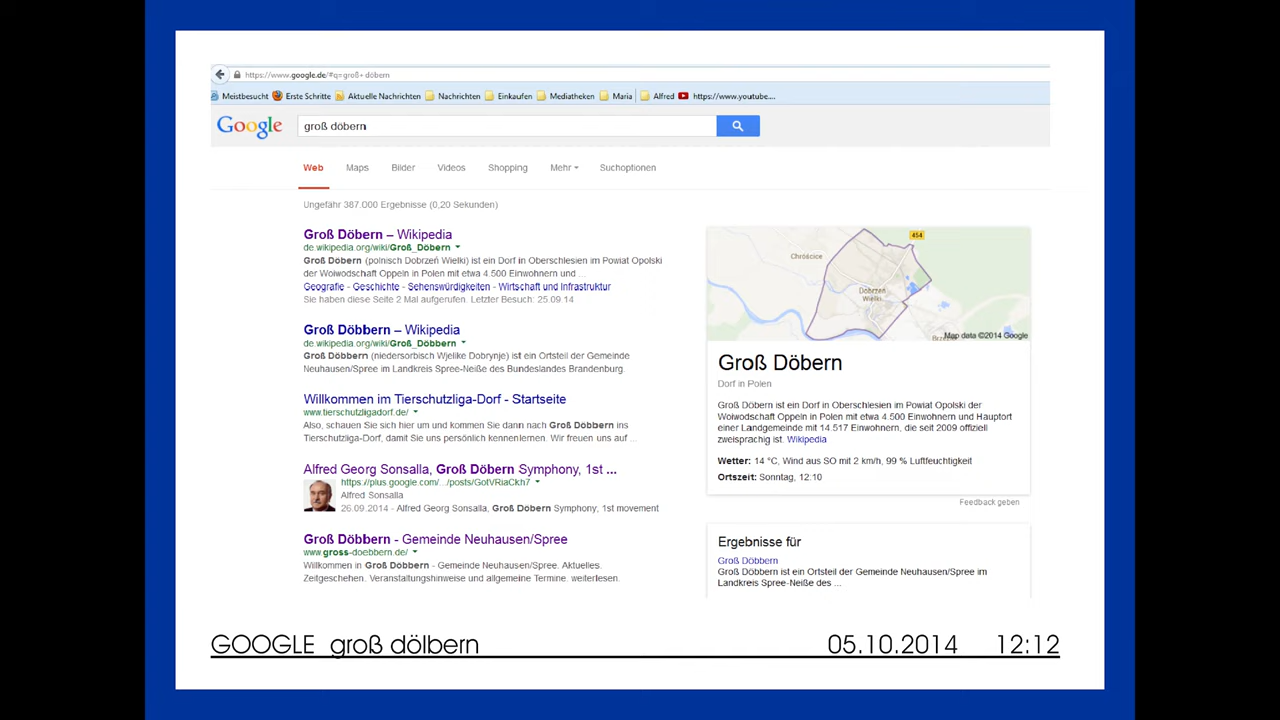 https://www.google.de/#q=groß+döbern
Meistbesucht Erste Schritte Aktuelle Nachrichten Nachrichten Einkaufen Mediatheken Maria Alfred https://www.youtube....
Google groß döbern
Web Maps Bilder Videos Shopping Mehr Suchoptionen
Ungefähr 387.000 Ergebnisse (0,20 Sekunden)
Groß Döbern – Wikipedia
de.wikipedia.org/wiki/Groß_Döbern
Groß Döbern (polnisch Dobrzeń Wielki) ist ein Dorf in Oberschlesien im Powiat Opolski
der Woiwodschaft Oppeln in Polen mit etwa 4.500 Einwohnern und ...
Geografie - Geschichte - Sehenswürdigkeiten - Wirtschaft und Infrastruktur
Sie haben diese Seite 2 Mal aufgerufen. Letzter Besuch: 25.09.14
Groß Döbbern – Wikipedia
de.wikipedia.org/wiki/Groß_Döbbern
Groß Döbbern (niedersorbisch Wjelike Dobrynje) ist ein Ortsteil der Gemeinde
Neuhausen/Spree im Landkreis Spree-Neiße des Bundeslandes Brandenburg.
Willkommen im Tierschutzliga-Dorf - Startseite
www.tierschutzligadorf.de/
Also, schauen Sie sich hier um und kommen Sie dann nach Groß Döbbern ins
Tierschutzliga-Dorf, damit Sie uns persönlich kennenlernen. Wir freuen uns auf ...
Alfred Georg Sonsalla, Groß Döbern Symphony, 1st ...
https://plus.google.com/.../posts/GotVRiaCkh7
Alfred Sonsalla
26.09.2014 - Alfred Georg Sonsalla, Groß Döbern Symphony, 1st movement
Groß Döbbern - Gemeinde Neuhausen/Spree
www.gross-doebbern.de/
Willkommen in Groß Döbbern - Gemeinde Neuhausen/Spree. Aktuelles.
Zeitgeschehen. Veranstaltungshinweise und allgemeine Termine. weiterlesen.
454
Chróścice
Dobrzeń
Wielki
Map data ©2014 Google
Groß Döbern
Dorf in Polen
Groß Döbern ist ein Dorf in Oberschlesien im Powiat Opolski der
Woiwodschaft Oppeln in Polen mit etwa 4.500 Einwohnern und Hauptort
einer Landgemeinde mit 14.517 Einwohnern, die seit 2009 offiziell
zweisprachig ist. Wikipedia
Wetter: 14 °C, Wind aus SO mit 2 km/h, 99 % Luftfeuchtigkeit
Ortszeit: Sonntag, 12:10
Feedback geben
Ergebnisse für
Groß Döbbern
Groß Döbbern ist ein Ortsteil der Gemeinde Neuhausen/Spree im
Landkreis Spree-Neiße des ...
GOOGLE groß dölbern 05.10.2014 12:12